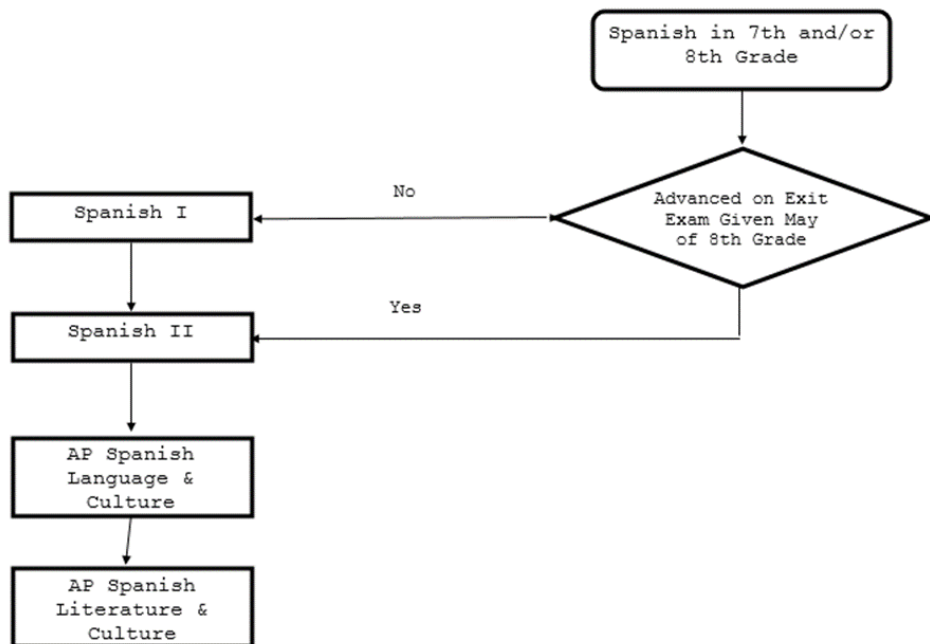 Spanish in 7th and/or
8th Grade
Advanced on Exit
Exam Given May
of 8th Grade
No
Spanish I
Yes
Spanish II
AP Spanish
Language &
Culture
AP Spanish
Literature &
Culture